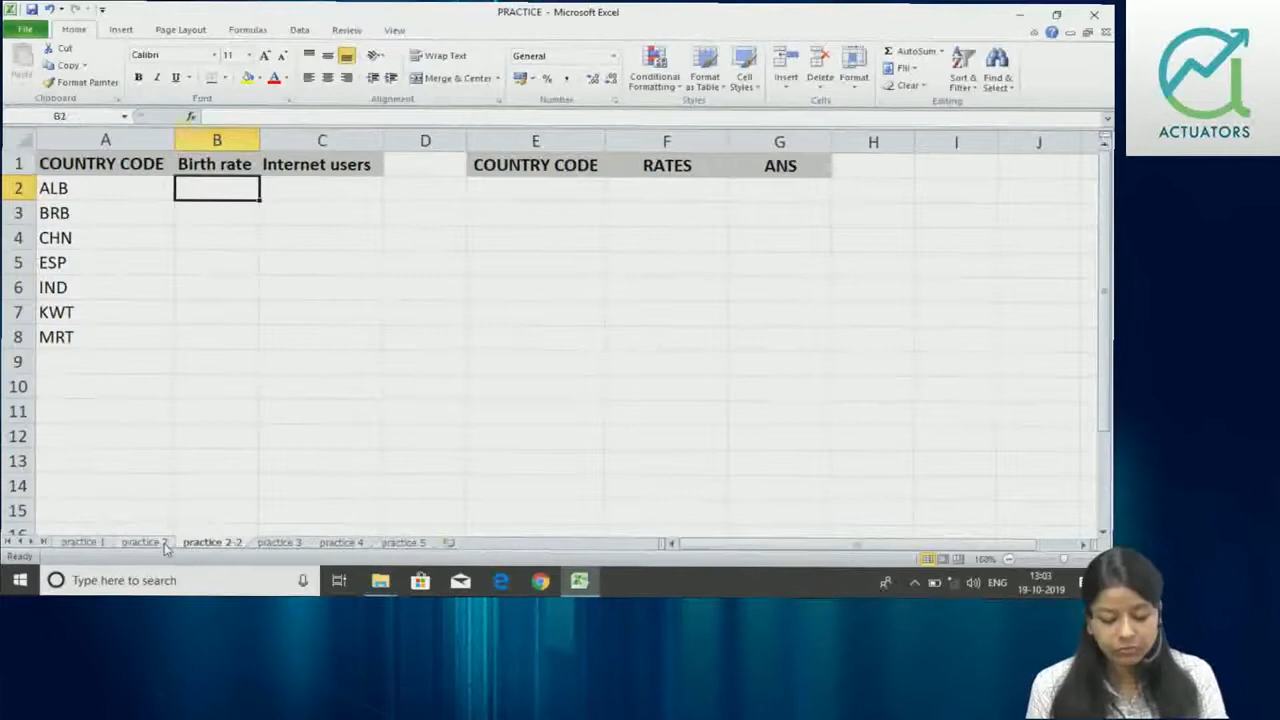 PRACTICE - Microsoft Excel
File Home Insert Page Layout Formulas Data Review View
Cut
Copy
Format Painter
Paste
Clipboard
Calibri 11
B I U
Font
Wrap Text
Merge & Center
Alignment
General
Number
Conditional Formatting
Format as Table
Cell Styles
Styles
Insert Delete Format
Cells
AutoSum
Fill
Clear
Sort & Filter
Find & Select
Editing
B2 fx
A B C D E F G H I J
1 COUNTRY CODE Birth rate Internet users COUNTRY CODE RATES ANS
2 ALB
3 BRB
4 CHN
5 ESP
6 IND
7 KWT
8 MRT
9
10
11
12
13
14
15
16
practice 1 practice 2 practice 2-2 practice 3 practice 4 practice 5
Ready 160%
Type here to search
ENG
13:03
19-10-2019
ACTUATORS